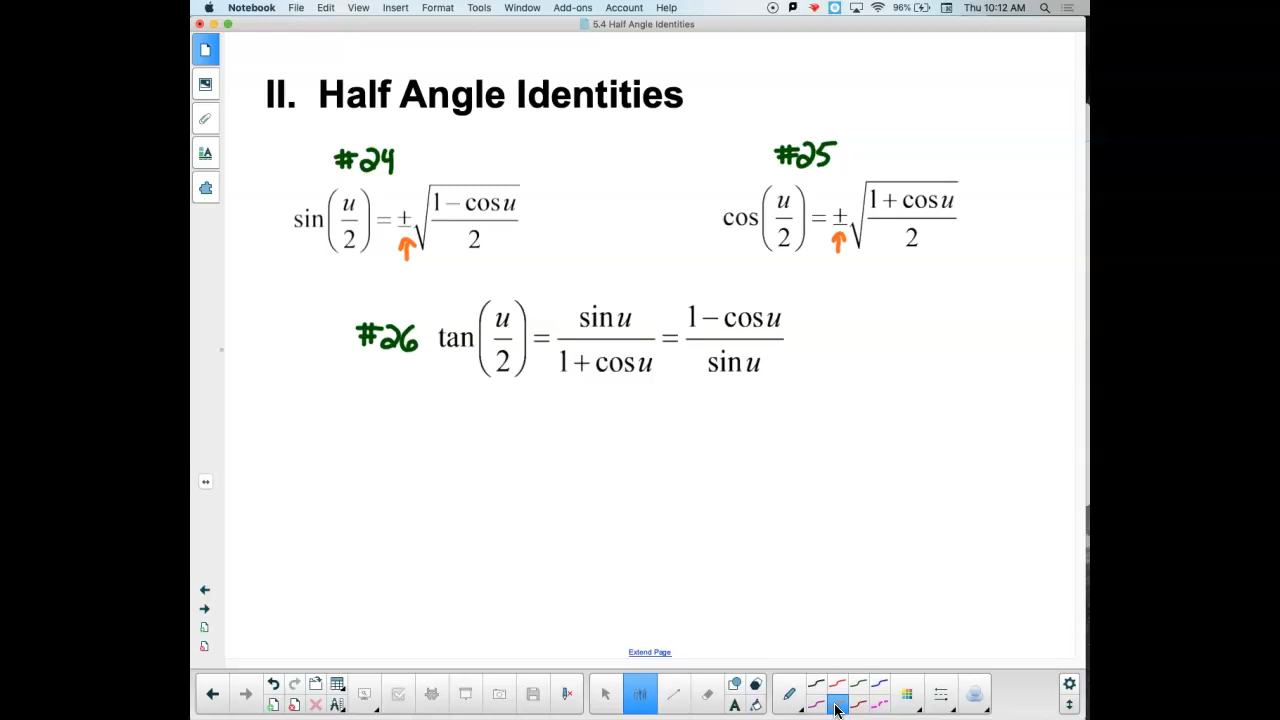 Notebook File Edit View Insert Format Tools Window Add-ons Account Help 96% Thu 10:12 AM
5.4 Half Angle Identities
II. Half Angle Identities
#24 #25
sin(u/2) = ±√((1 − cos u)/2) cos(u/2) = ±√((1 + cos u)/2)
#26 tan(u/2) = sin u/(1 + cos u) = (1 − cos u)/sin u
Extend Page